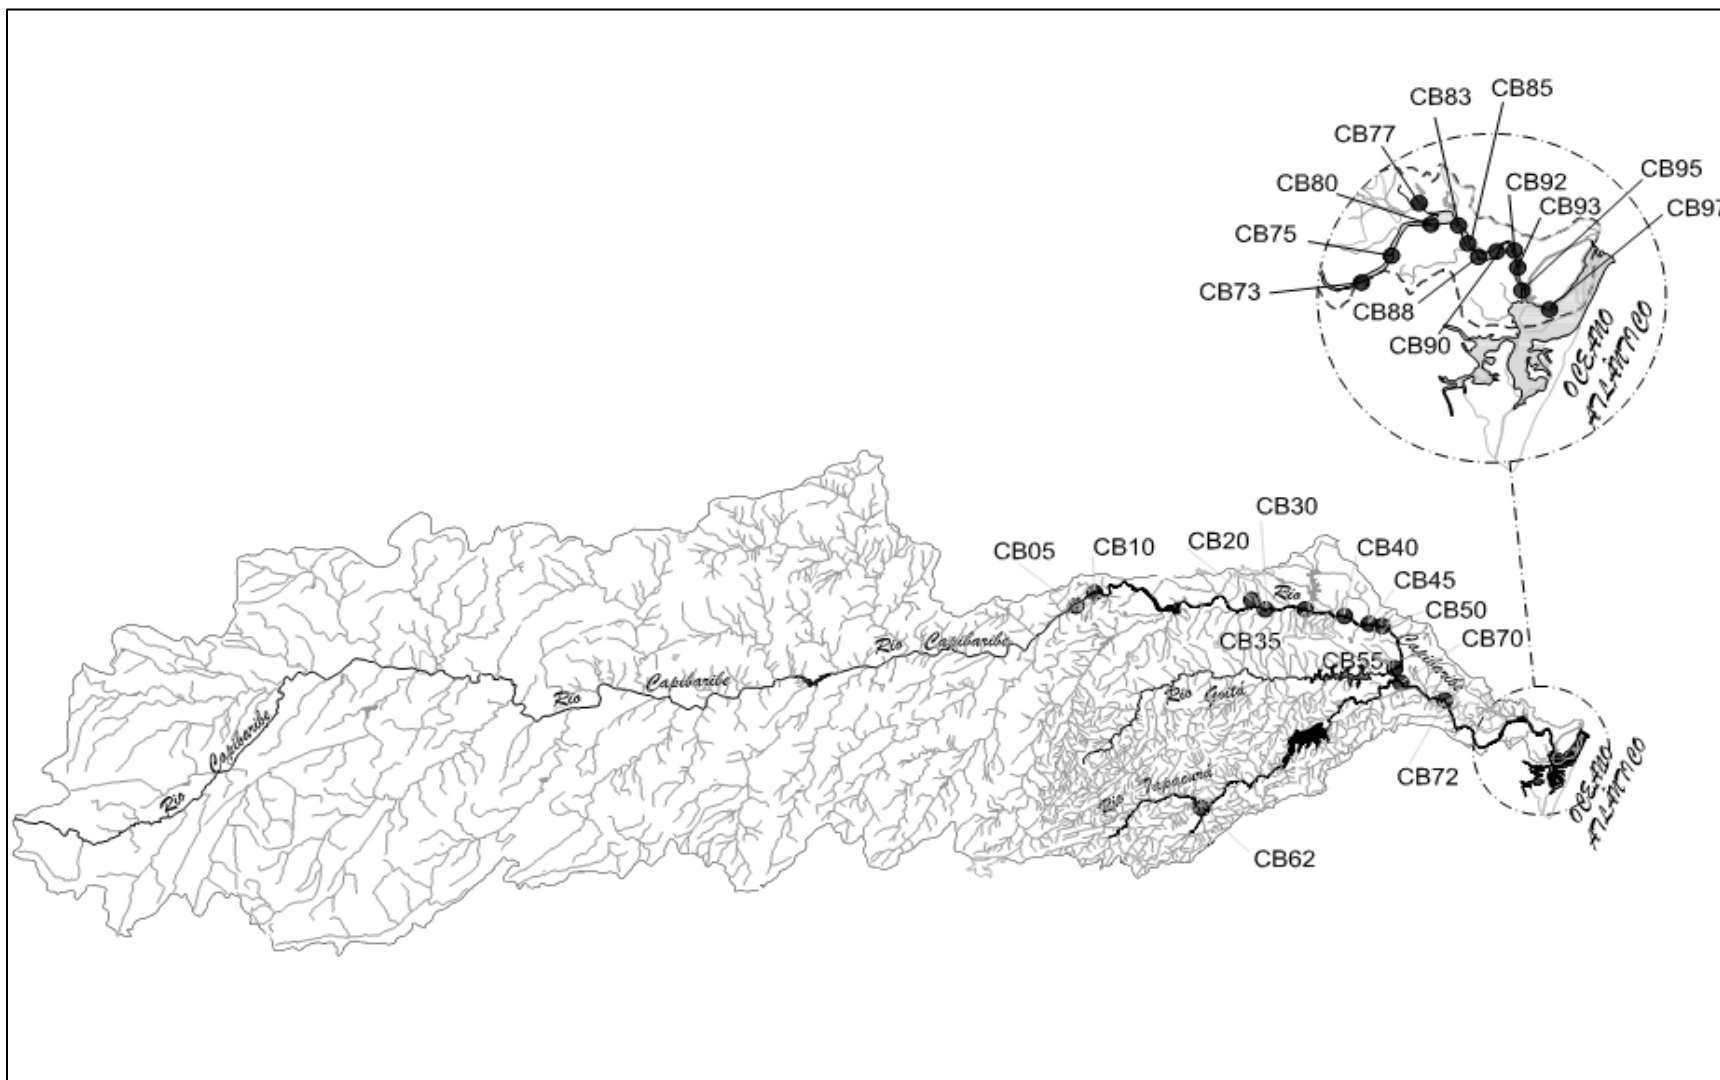 CB85
CB83
CB77
CB95
CB80
CB92
CB93
CB97
CB75
CB73
CB88
CB90
OCEANO
ATLÂNTICO
CB30
CB20
CB05
CB10
CB40
CB45
CB50
CB70
CB35
CB55
Rio
Capibaribe
Rio Capibaribe
Rio Capibaribe
Rio Capibaribe
Rio Goitá
Rio Tapacurá
CB72
CB62
OCEANO
ATLÂNTICO